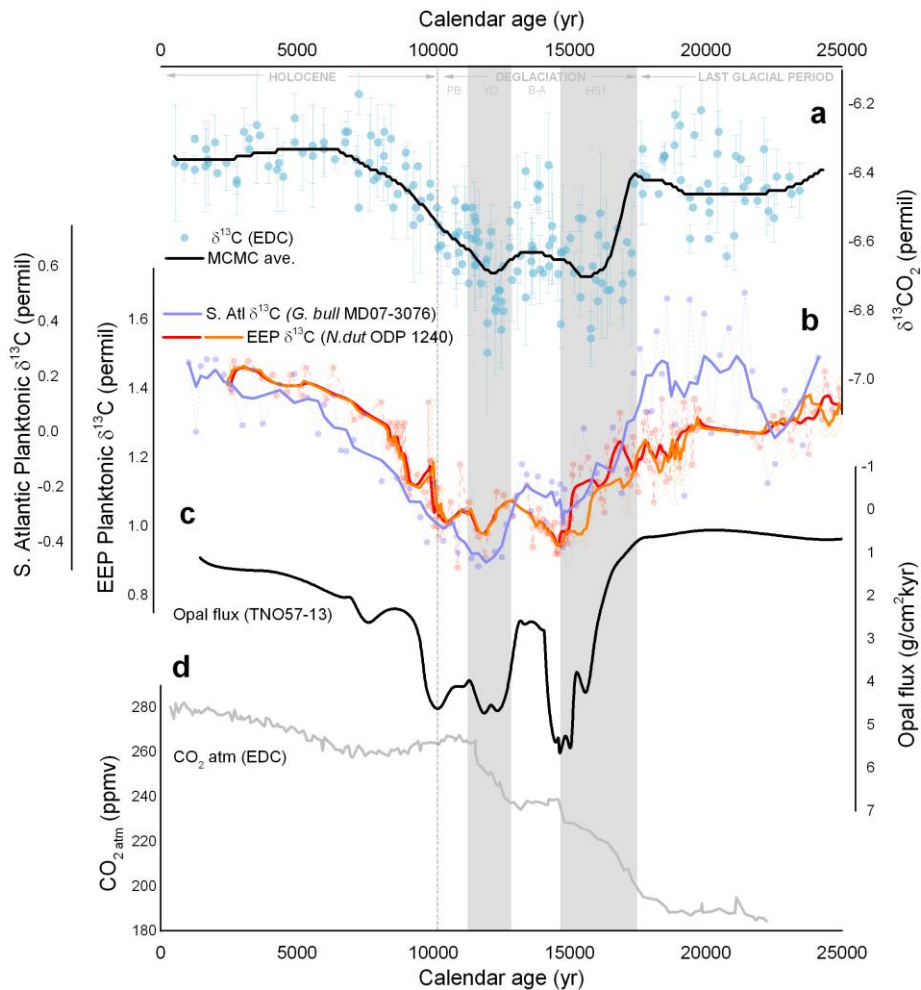 Calendar age (yr)
0 5000 10000 15000 20000 25000
HOLOCENE DEGLACIATION LAST GLACIAL PERIOD
PB YD B-A HS1
a
-6.2
-6.4
-6.6
-6.8
-7.0
δ¹³CO₂ (permil)
δ¹³C (EDC)
MCMC ave.
S. Atlantic Planktonic δ¹³C (permil)
0.6
0.4
0.2
0.0
-0.2
-0.4
EEP Planktonic δ¹³C (permil)
1.6
1.4
1.2
1.0
0.8
S. Atl δ¹³C (G. bull MD07-3076)
EEP δ¹³C (N.dut ODP 1240)
b
c
-1
0
1
2
3
4
5
6
7
Opal flux (g/cm²kyr)
Opal flux (TNO57-13)
d
280
260
240
220
200
180
CO₂ atm (ppmv)
CO₂ atm (EDC)
0 5000 10000 15000 20000 25000
Calendar age (yr)